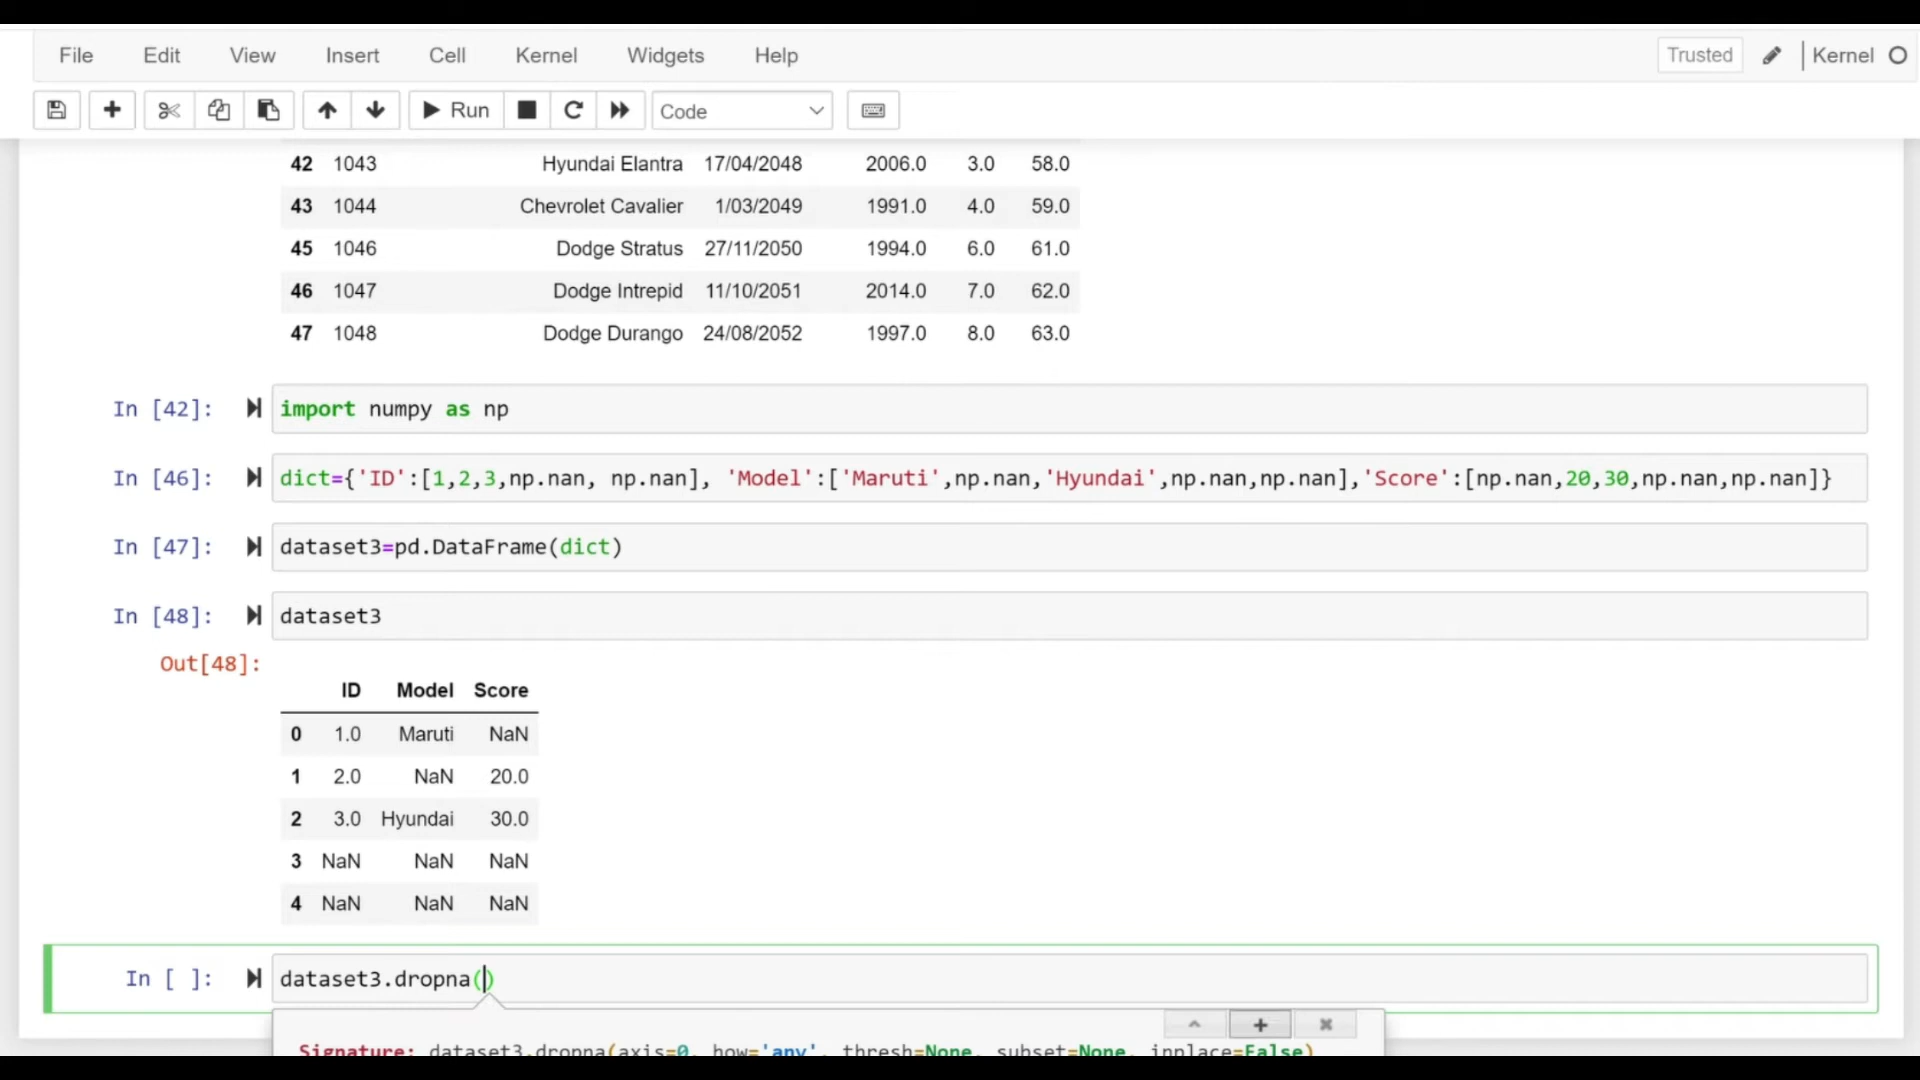 File Edit View Insert Cell Kernel Widgets Help Trusted Kernel
Run Code
42 1043 Hyundai Elantra 17/04/2048 2006.0 3.0 58.0
43 1044 Chevrolet Cavalier 1/03/2049 1991.0 4.0 59.0
45 1046 Dodge Stratus 27/11/2050 1994.0 6.0 61.0
46 1047 Dodge Intrepid 11/10/2051 2014.0 7.0 62.0
47 1048 Dodge Durango 24/08/2052 1997.0 8.0 63.0
In [42]: import numpy as np
In [46]: dict={'ID':[1,2,3,np.nan, np.nan], 'Model':['Maruti',np.nan,'Hyundai',np.nan,np.nan],'Score':[np.nan,20,30,np.nan,np.nan]}
In [47]: dataset3=pd.DataFrame(dict)
In [48]: dataset3
Out[48]:
ID Model Score
0 1.0 Maruti NaN
1 2.0 NaN 20.0
2 3.0 Hyundai 30.0
3 NaN NaN NaN
4 NaN NaN NaN
In [ ]: dataset3.dropna()
Signature: dataset3.dropna(axis=0, how='any', thresh=None, subset=None, inplace=False)